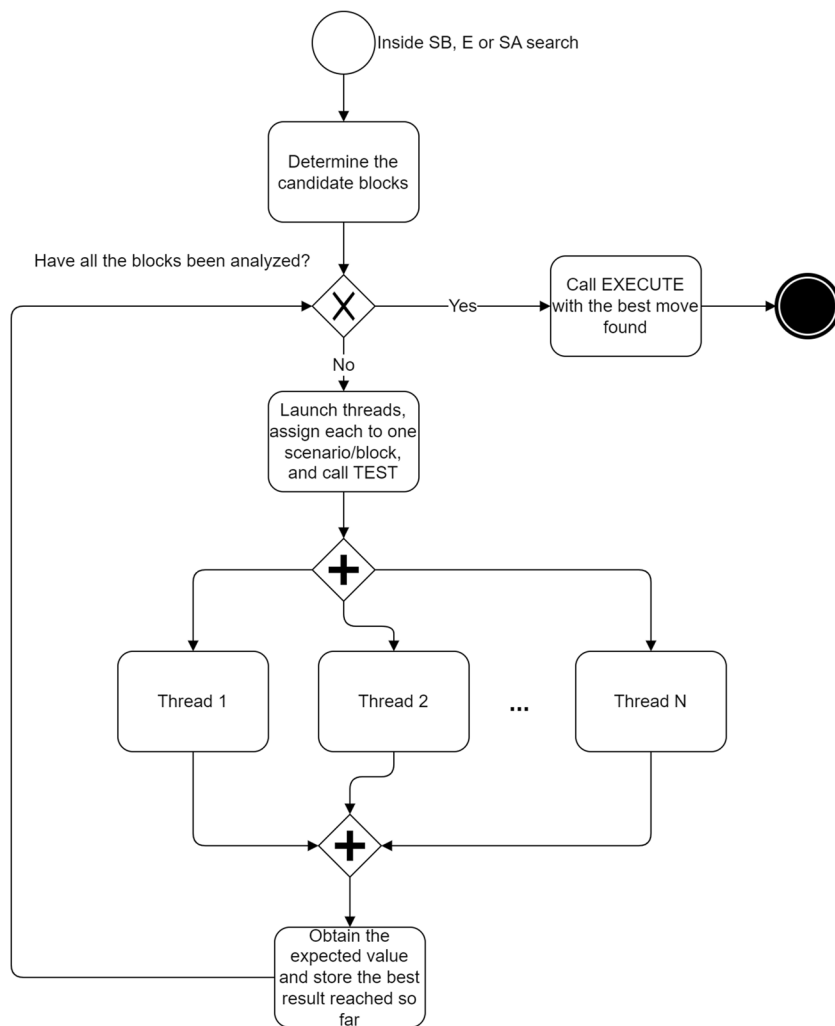 Inside SB, E or SA search
Determine the
candidate blocks
Have all the blocks been analyzed?
Yes
Call EXECUTE
with the best move
found
No
Launch threads,
assign each to one
scenario/block,
and call TEST
Thread 1
Thread 2
...
Thread N
Obtain the
expected value
and store the best
result reached so
far